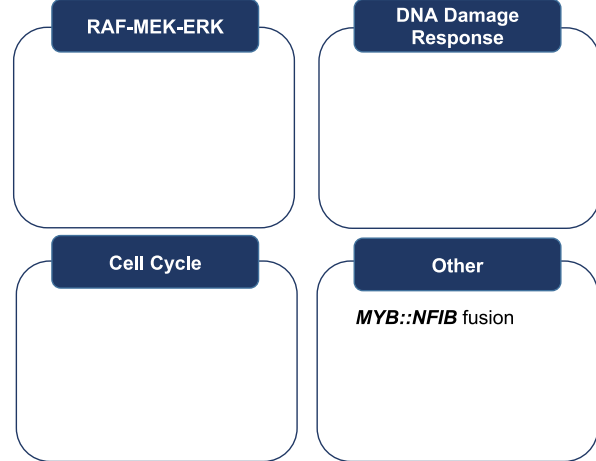 RAF-MEK-ERK
DNA Damage
Response
Cell Cycle
Other
MYB::NFIB fusion